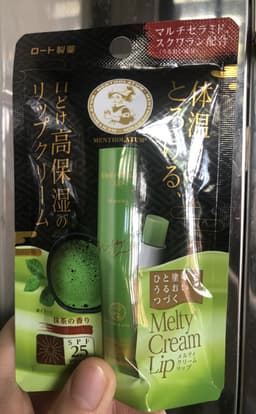 ロート製薬
マルチセラミド、
スクワラン配合
体温
とろける、
口どけ高保湿の
リップクリーム
MENTHOLATUM
Melty
抹茶の香り
SPF
25
ひと塗り
うるおい
つづく
Melty
Cream
Lip
メルティ
クリーム
リップ